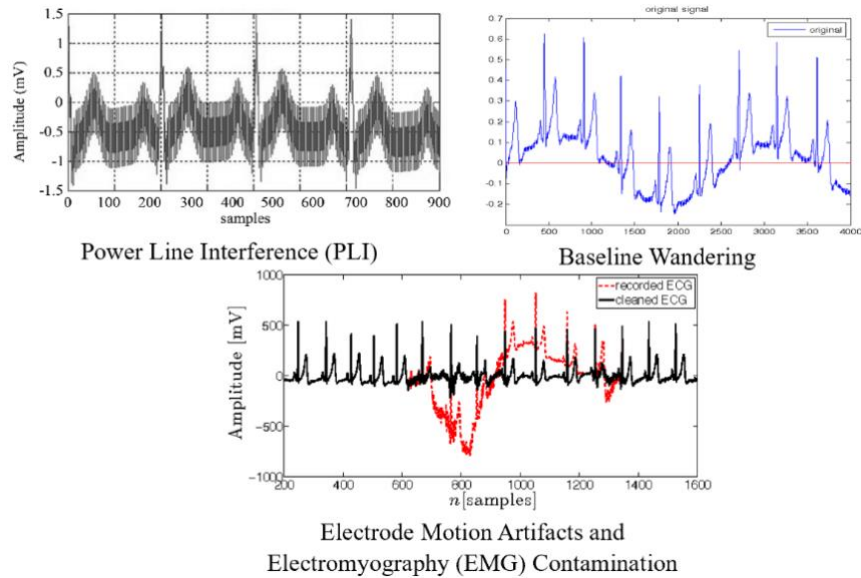 1.5
1
0.5
0
-0.5
-1
-1.5
Amplitude (mV)
0 100 200 300 400 500 600 700 800 900
samples
Power Line Interference (PLI)
original signal
original
0.7
0.6
0.5
0.4
0.3
0.2
0.1
0
-0.1
-0.2
0 500 1000 1500 2000 2500 3000 3500 4000
Baseline Wandering
1000
500
0
−500
−1000
Amplitude [mV]
recorded ECG
cleaned ECG
200 400 600 800 1000 1200 1400 1600
n[samples]
Electrode Motion Artifacts and
Electromyography (EMG) Contamination